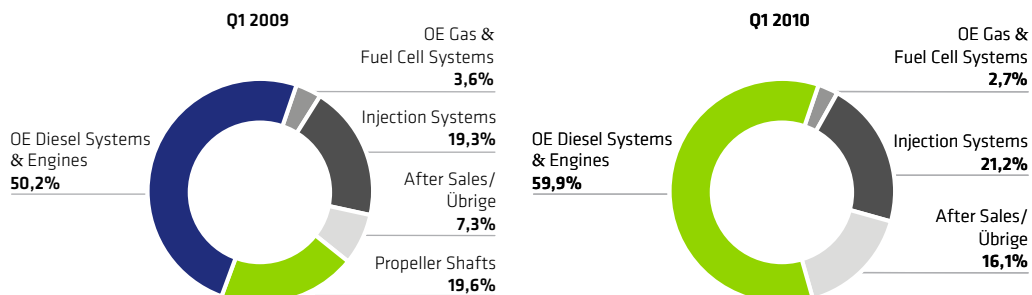 Q1 2009
OE Gas &
Fuel Cell Systems
3,6%
Injection Systems
19,3%
OE Diesel Systems
& Engines
50,2%
After Sales/
Übrige
7,3%
Propeller Shafts
19,6%
Q1 2010
OE Gas &
Fuel Cell Systems
2,7%
OE Diesel Systems
& Engines
59,9%
Injection Systems
21,2%
After Sales/
Übrige
16,1%